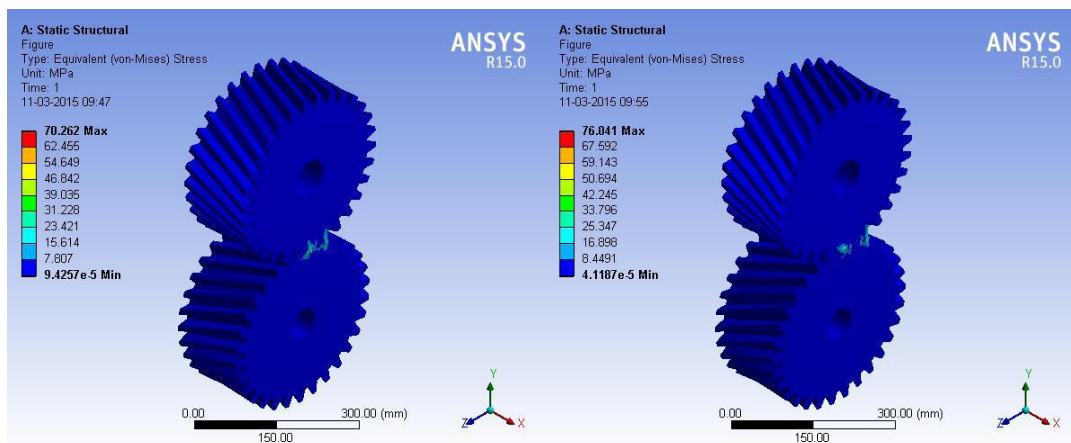 A: Static Structural
Figure
Type: Equivalent (von-Mises) Stress
Unit: MPa
Time: 1
11-03-2015 09:47
ANSYS
R15.0
70.262 Max
62.455
54.649
46.842
39.035
31.228
23.421
15.614
7.807
9.4257e-5 Min
0.00
300.00 (mm)
150.00
Y
Z
X
A: Static Structural
Figure
Type: Equivalent (von-Mises) Stress
Unit: MPa
Time: 1
11-03-2015 09:55
ANSYS
R15.0
76.041 Max
67.592
59.143
50.694
42.245
33.796
25.347
16.898
8.4491
4.1187e-5 Min
0.00
300.00 (mm)
150.00
Y
Z
X